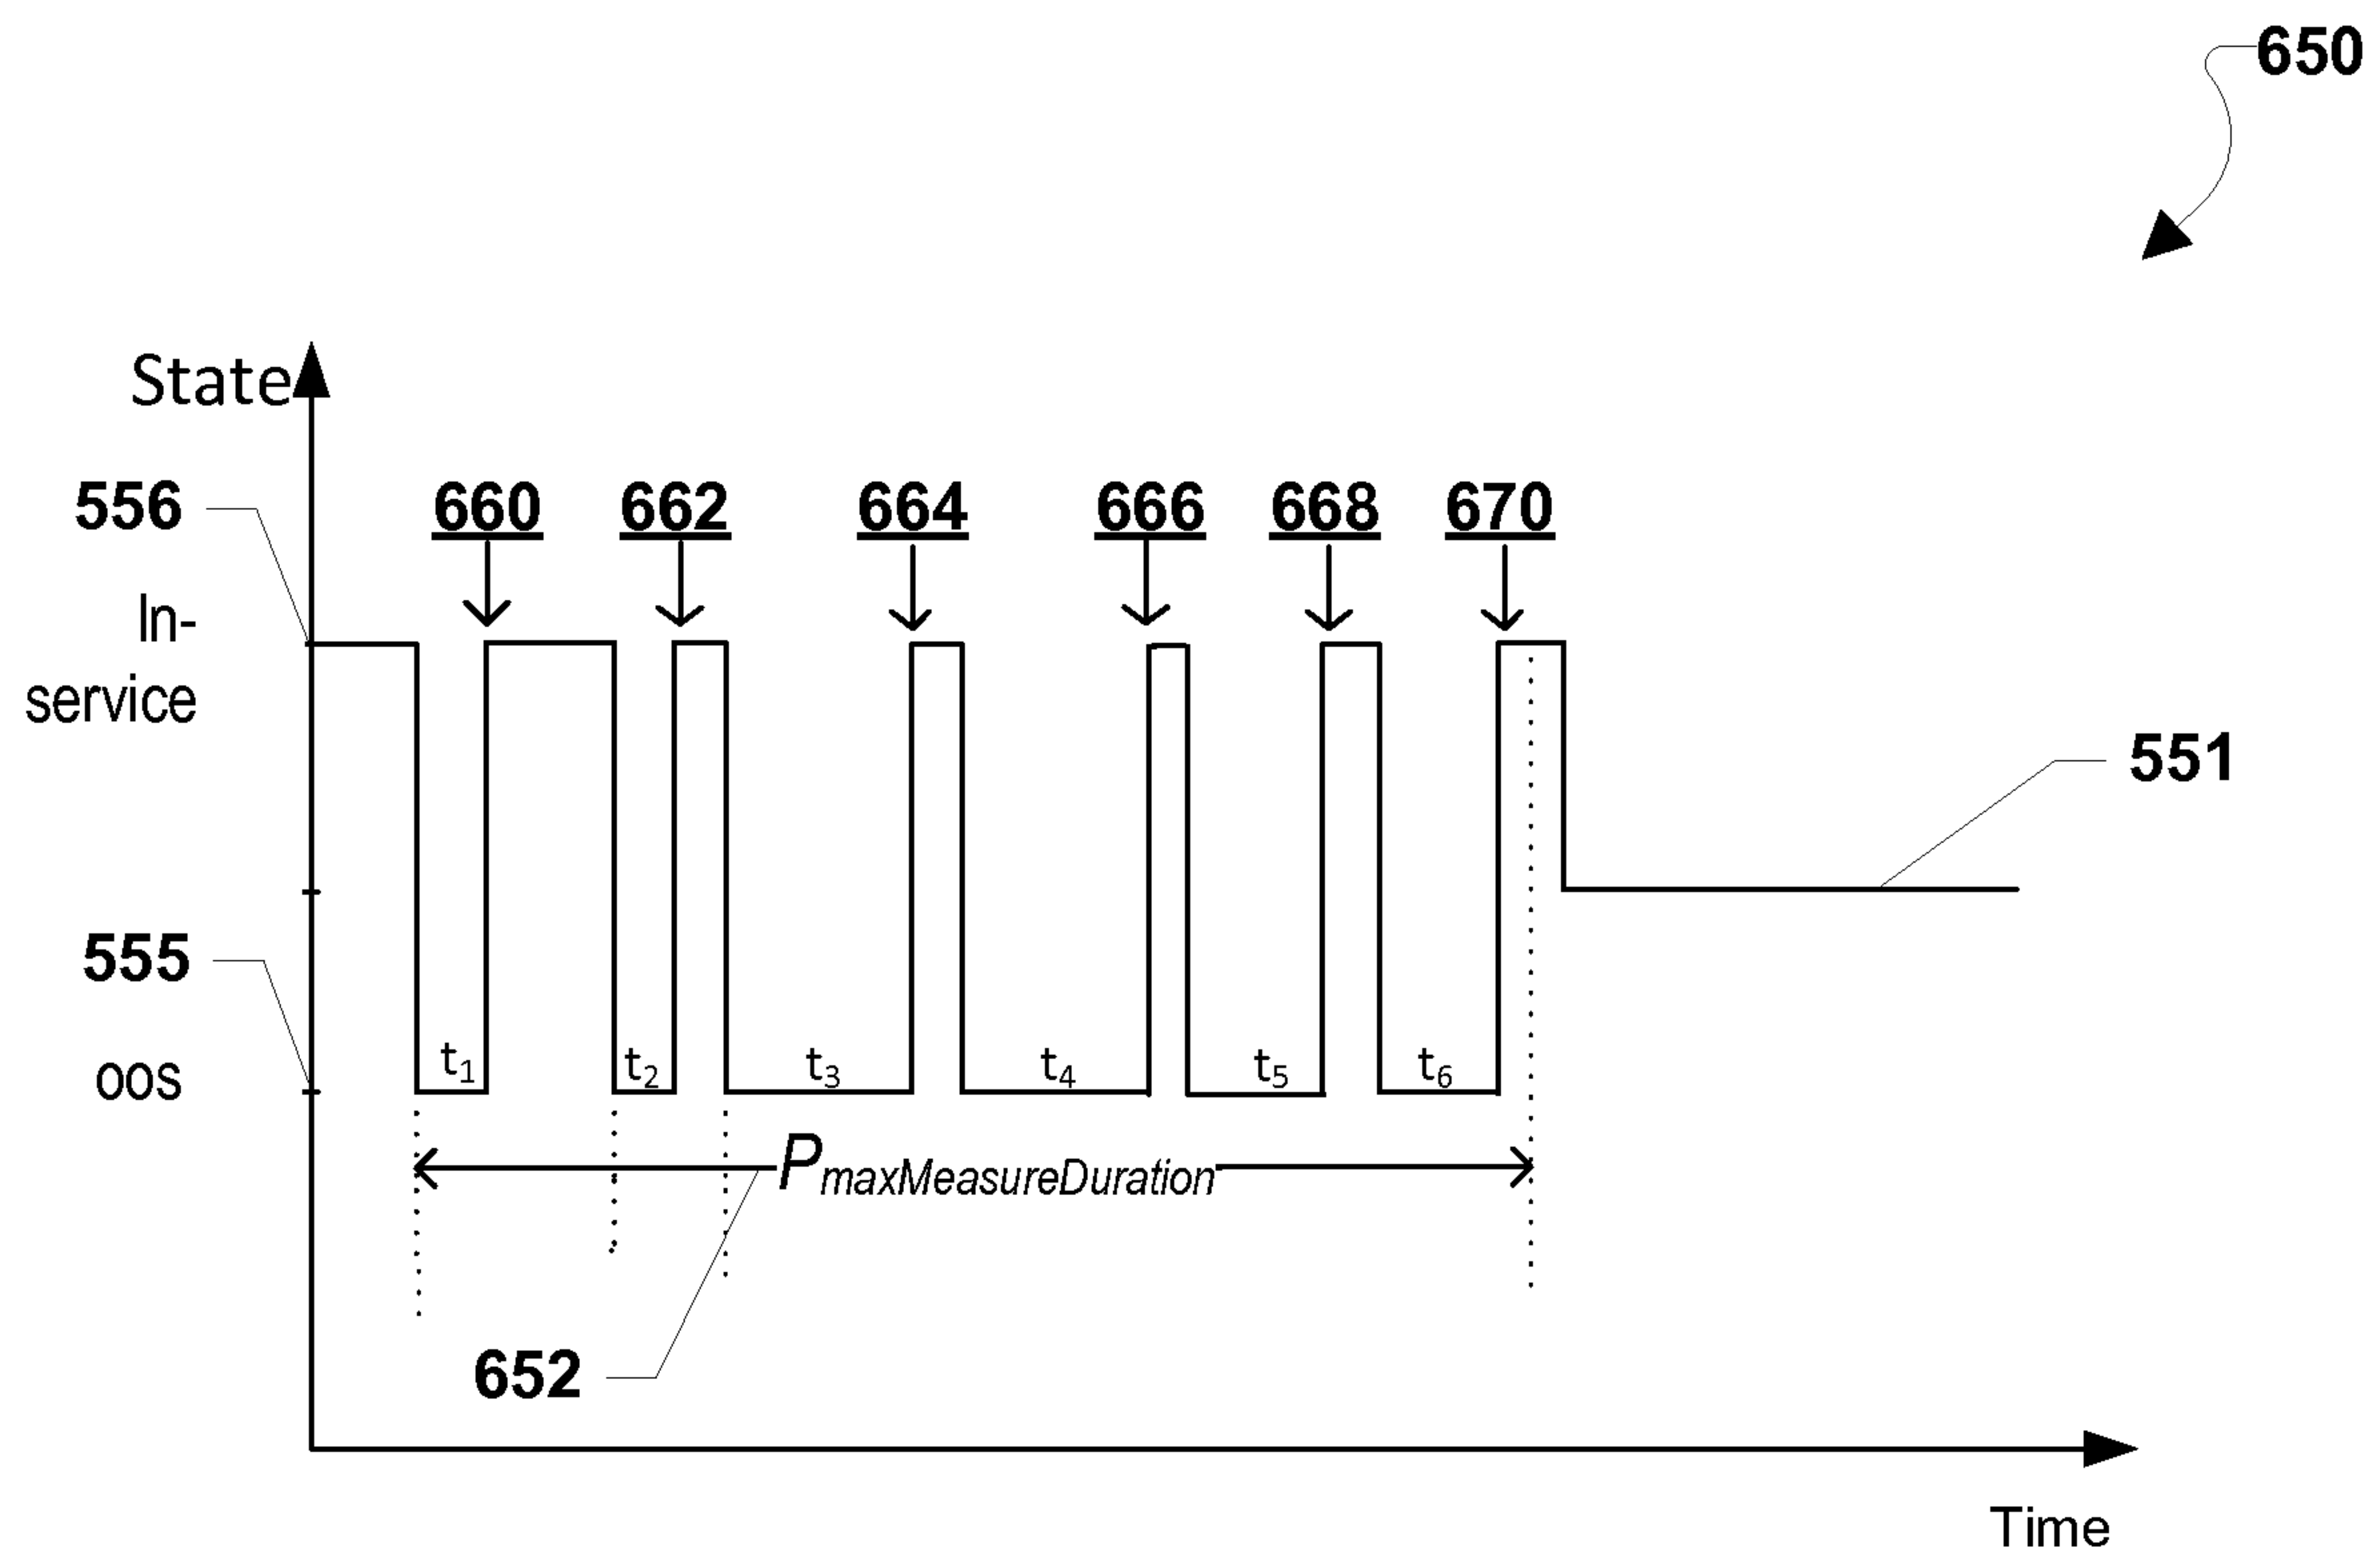 650
State
556
660 662 664 666 668 670
In-
service
551
555
oos
t1 t2 t3 t4 t5 t6
PmaxMeasureDuration
652
Time